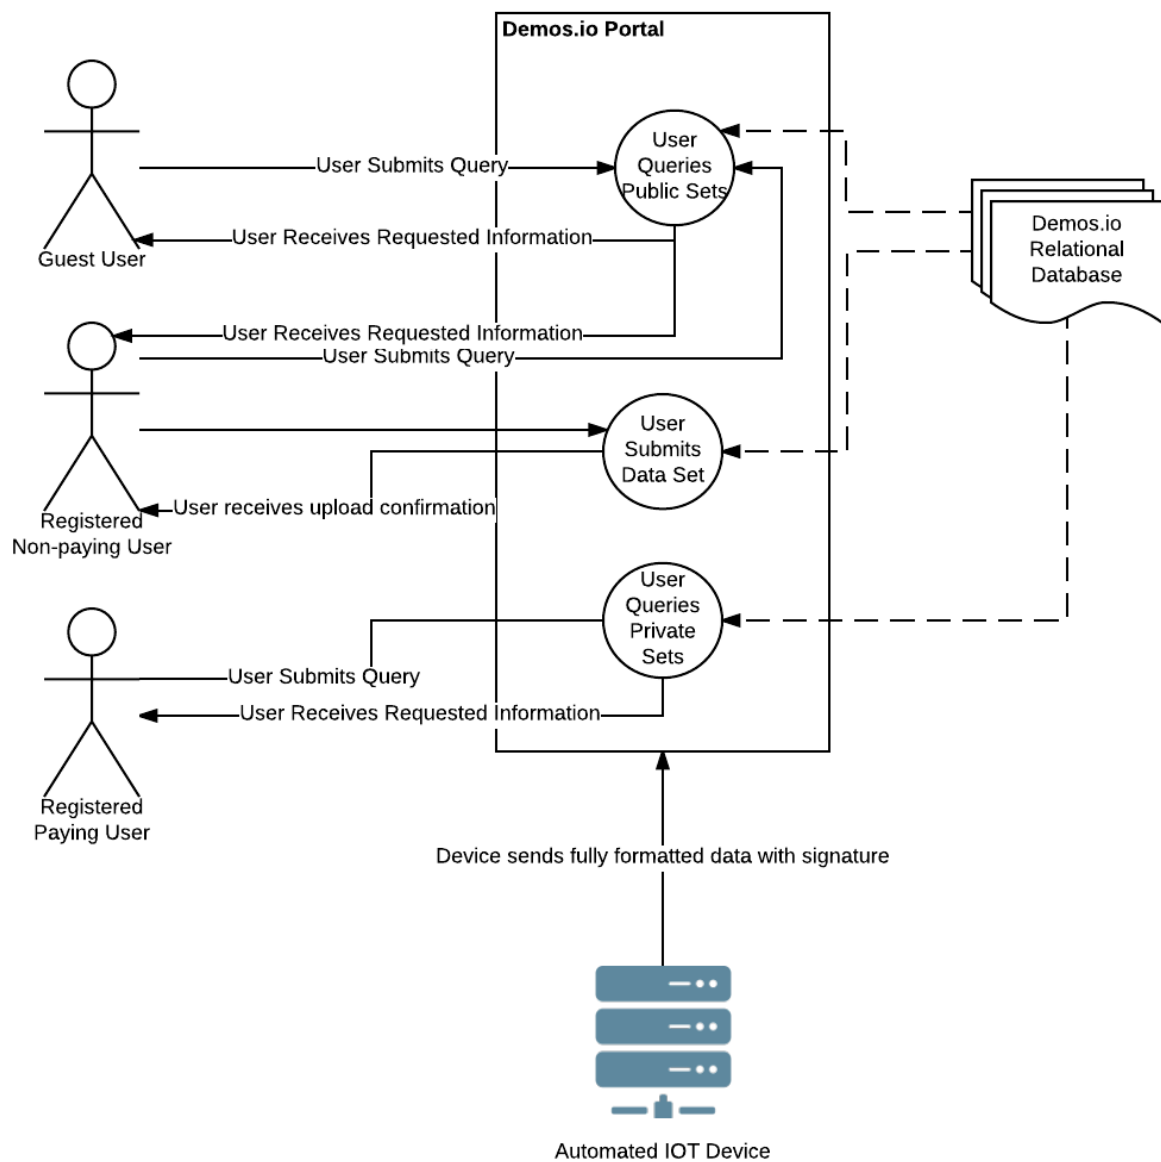 Demos.io Portal
User
Queries
Public Sets
User Submits Query
User Receives Requested Information
Guest User
Demos.io
Relational
Database
User Receives Requested Information
User Submits Query
User
Submits
Data Set
User receives upload confirmation
Registered
Non-paying User
User
Queries
Private
Sets
User Submits Query
User Receives Requested Information
Registered
Paying User
Device sends fully formatted data with signature
Automated IOT Device